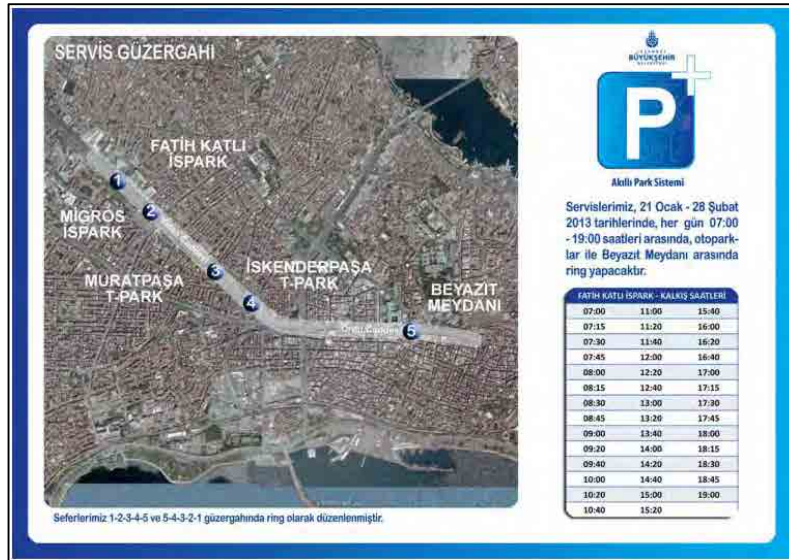 SERVİS GÜZERGAHI
FATİH KATLI
İSPARK
1
MİGROS
İSPARK
2
MURATPAŞA
T-PARK
3
İSKENDERPAŞA
T-PARK
4
BEYAZIT
MEYDANI
Ordu Caddesi
5
Seferlerimiz 1-2-3-4-5 ve 5-4-3-2-1 güzergahında ring olarak düzenlenmiştir.
İSTANBUL
BÜYÜKŞEHİR
BELEDİYESİ
P+
Akıllı Park Sistemi
Servislerimiz, 21 Ocak - 28 Şubat
2013 tarihlerinde, her gün 07:00
- 19:00 saatleri arasında, otopark-
lar ile Beyazıt Meydanı arasında
ring yapacaktır.
FATİH KATLI İSPARK - KALKIŞ SAATLERİ
07:00 11:00 15:40
07:15 11:20 16:00
07:30 11:40 16:20
07:45 12:00 16:40
08:00 12:20 17:00
08:15 12:40 17:15
08:30 13:00 17:30
08:45 13:20 17:45
09:00 13:40 18:00
09:20 14:00 18:15
09:40 14:20 18:30
10:00 14:40 18:45
10:20 15:00 19:00
10:40 15:20